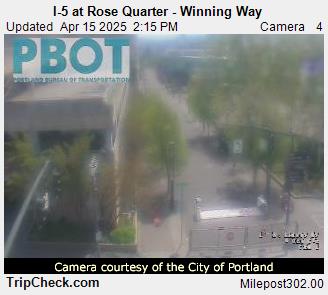 I-5 at Rose Quarter - Winning Way
Updated Apr 15 2025 2:15 PM Camera 4
PBOT
PORTLAND BUREAU OF TRANSPORTATION
Camera courtesy of the City of Portland
TripCheck.com Milepost302.00